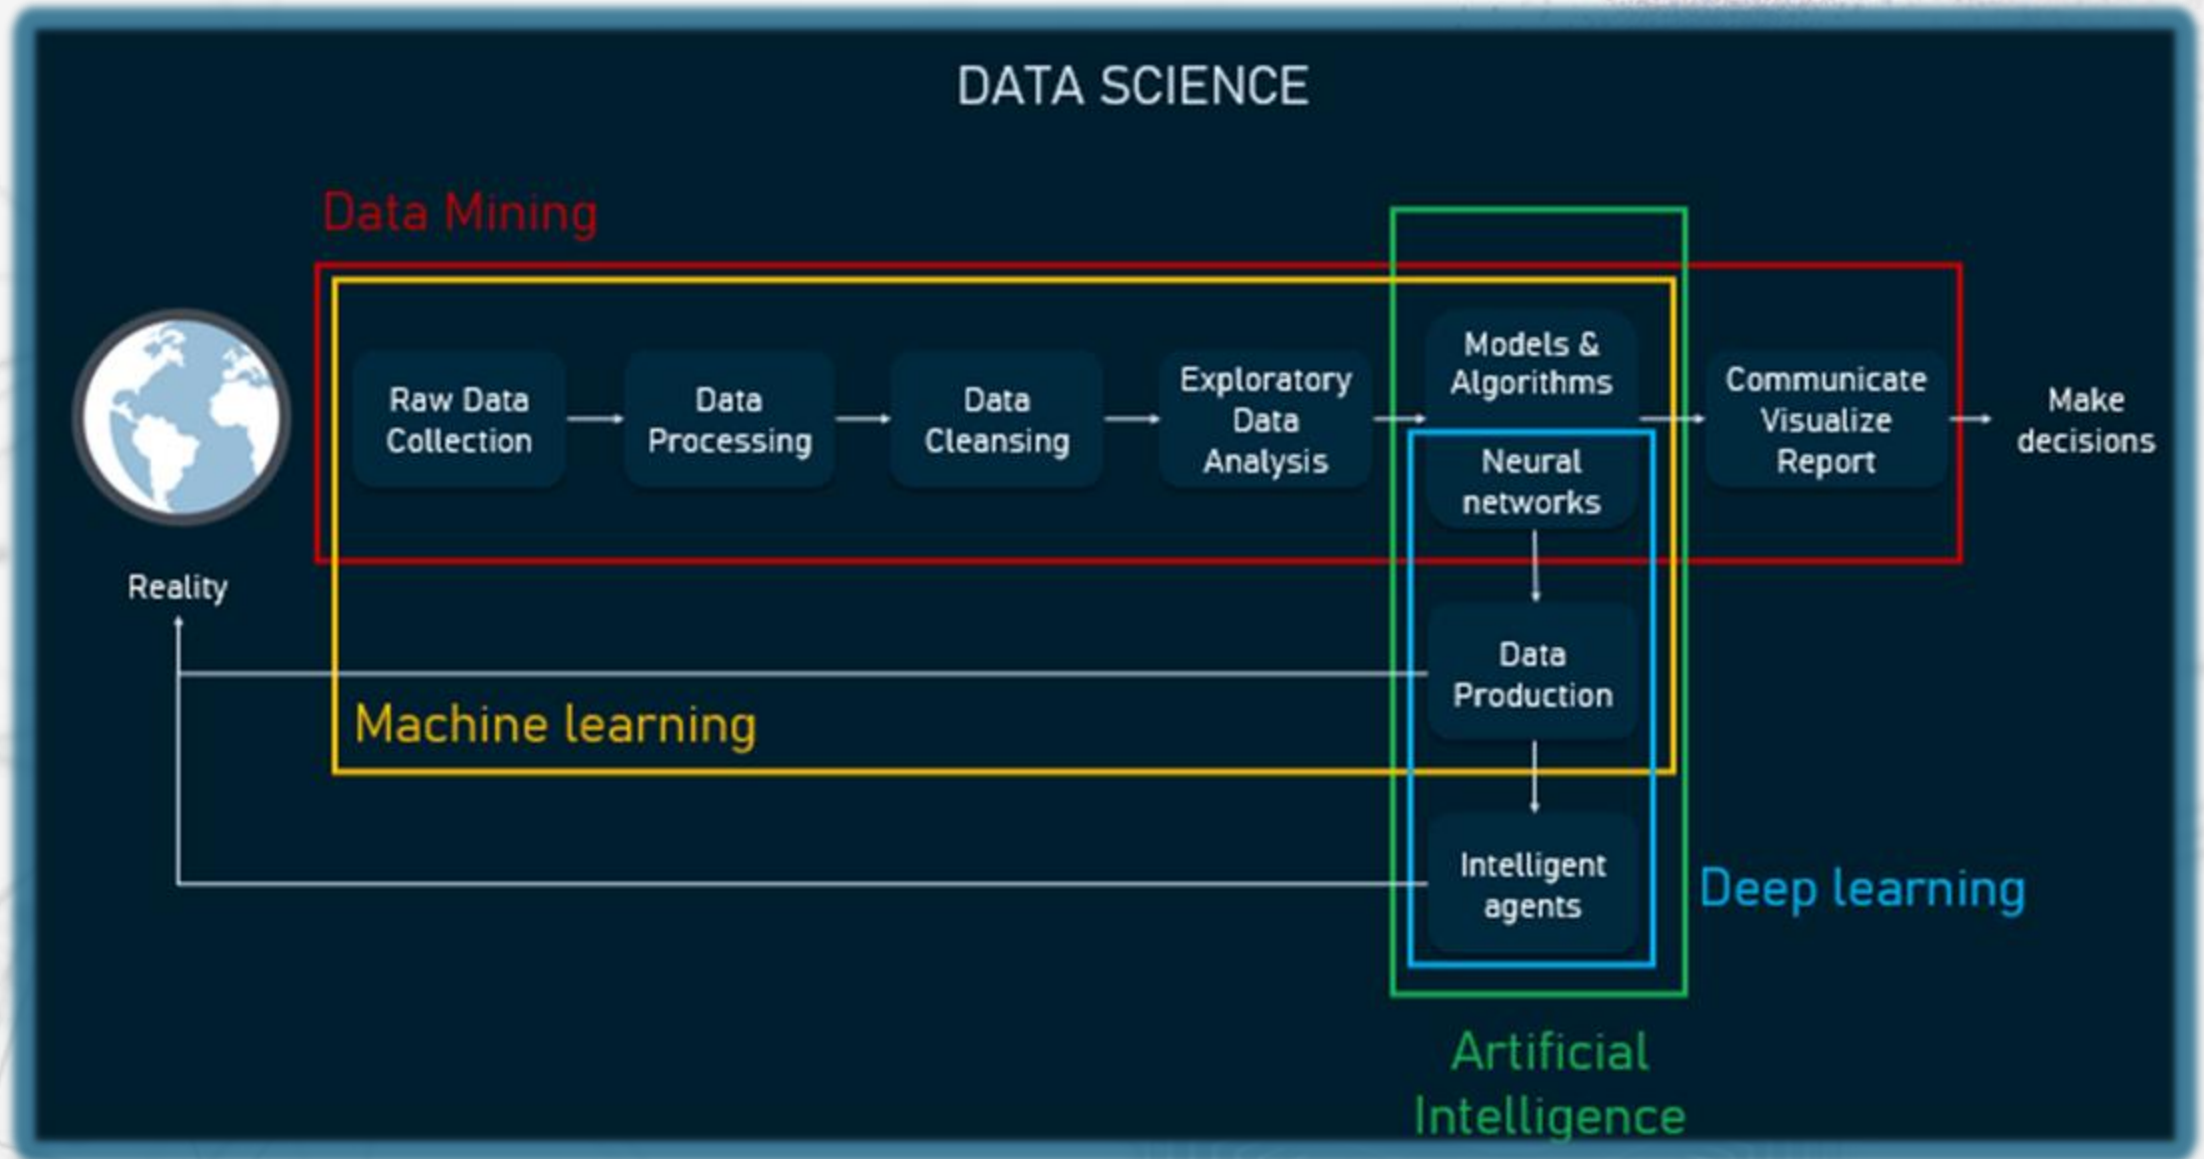 DATA SCIENCE
Data Mining
Raw Data
Collection
Data
Processing
Data
Cleansing
Exploratory
Data
Analysis
Models &
Algorithms
Neural
networks
Communicate
Visualize
Report
Make
decisions
Reality
Data
Production
Machine learning
Intelligent
agents
Deep learning
Artificial
Intelligence